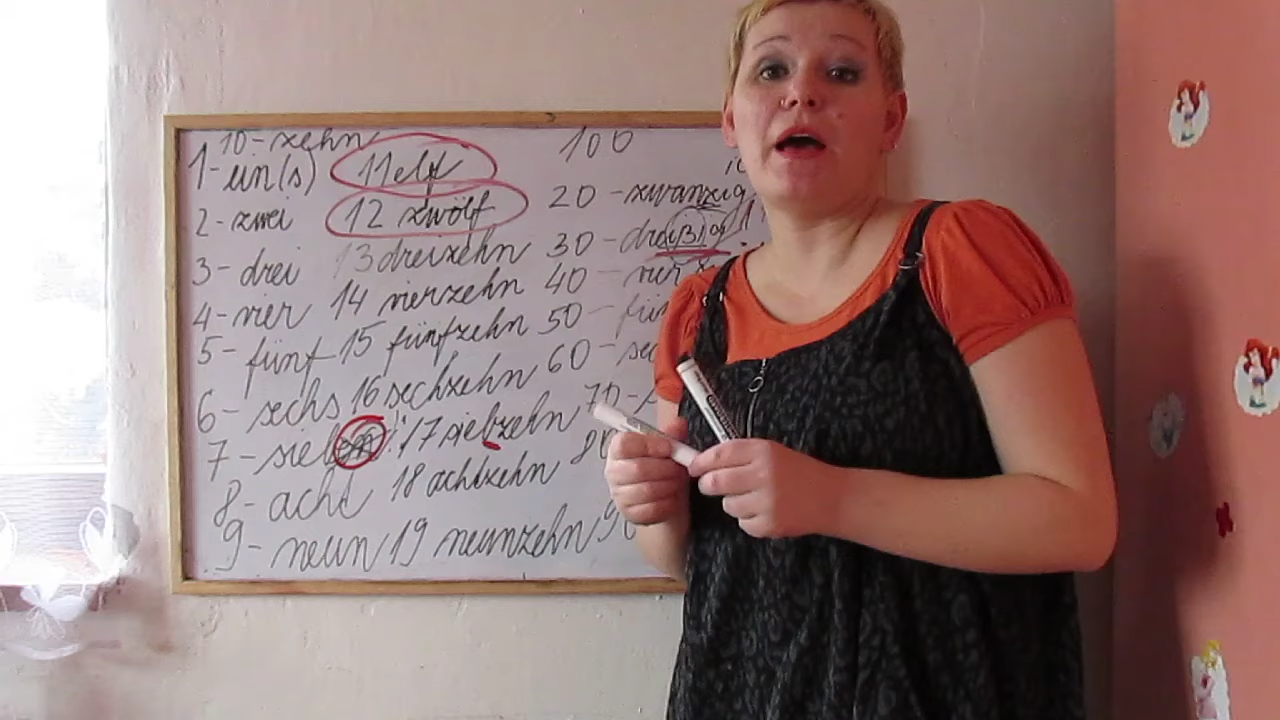 10-zehn
1-ein(s) 11 elf 100
2-zwei 12 zwölf 20 -zwanzig
3-drei 13 dreizehn 30-dreißig
4-vier 14 vierzehn 40 -vier
5-fünf 15 fünfzehn 50
6-sechs 16 sechzehn 60
7-sieben! 17 siebzehn 70-
8-acht 18 achtzehn
9-neun 19 neunzehn